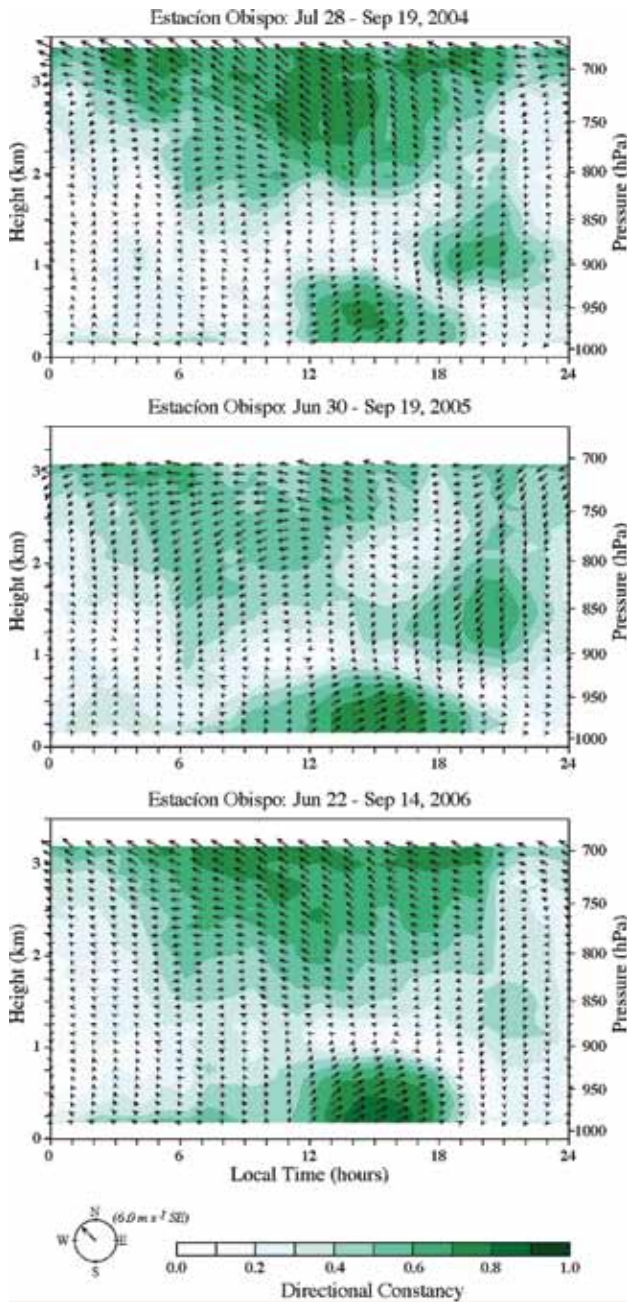 Estacíon Obispo: Jul 28 - Sep 19, 2004
Height (km)
3
2
1
0
700
750
800
850
900
950
1000
Pressure (hPa)
0 6 12 18 24
Estacíon Obispo: Jun 30 - Sep 19, 2005
Height (km)
3
2
1
0
700
750
800
850
900
950
1000
Pressure (hPa)
0 6 12 18 24
Estacíon Obispo: Jun 22 - Sep 14, 2006
Height (km)
3
2
1
0
700
750
800
850
900
950
1000
Pressure (hPa)
0 6 12 18 24
Local Time (hours)
N (6.0 m s⁻¹ SE)
W E
S
0.0 0.2 0.4 0.6 0.8 1.0
Directional Constancy